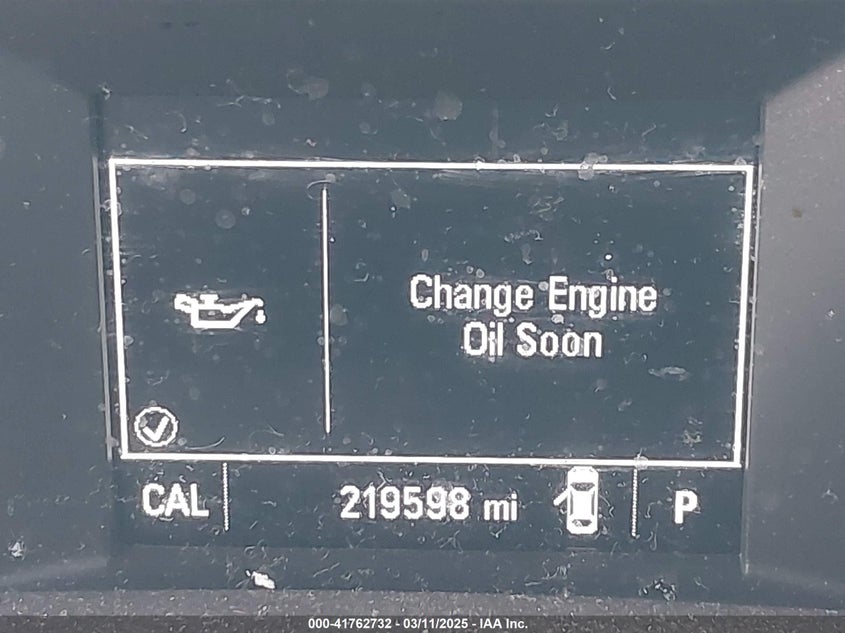 Change Engine
Oil Soon
CAL 219598 mi P
000-41762732 - 03/11/2025 - IAA Inc.